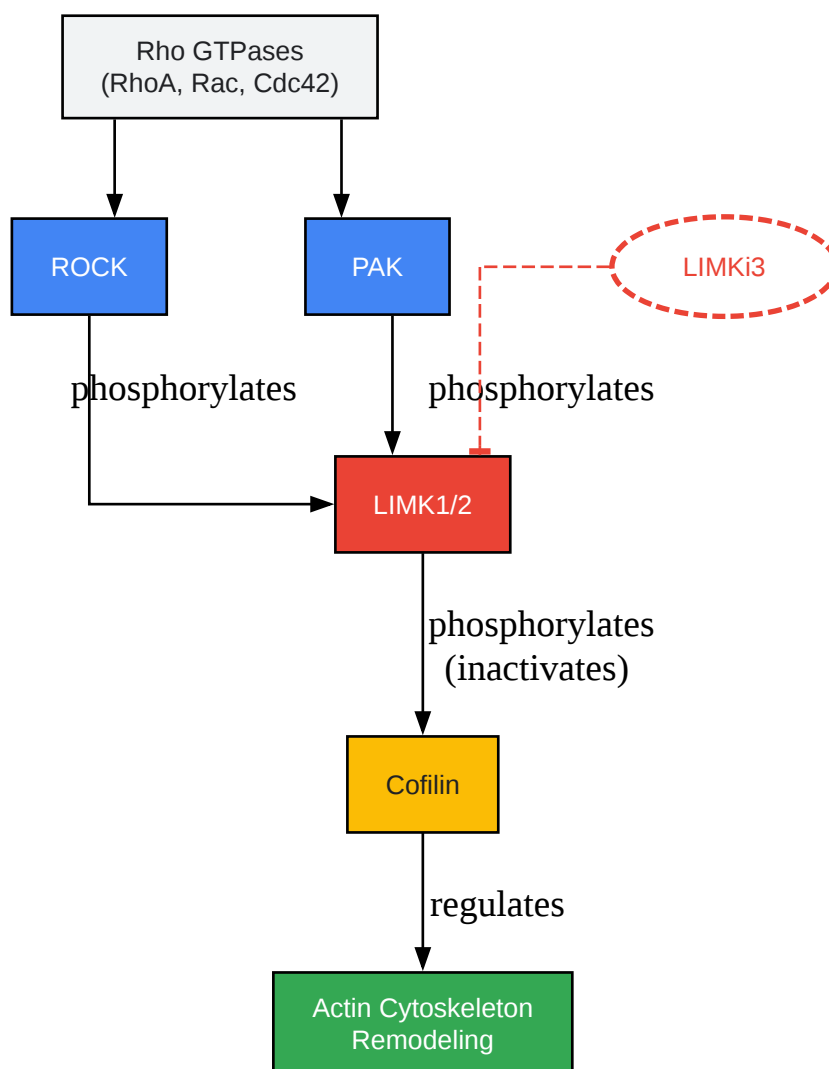 Rho GTPases
(RhoA, Rac, Cdc42)
ROCK
PAK
LIMKi3
phosphorylates
phosphorylates
LIMK1/2
phosphorylates
(inactivates)
Cofilin
regulates
Actin Cytoskeleton
Remodeling